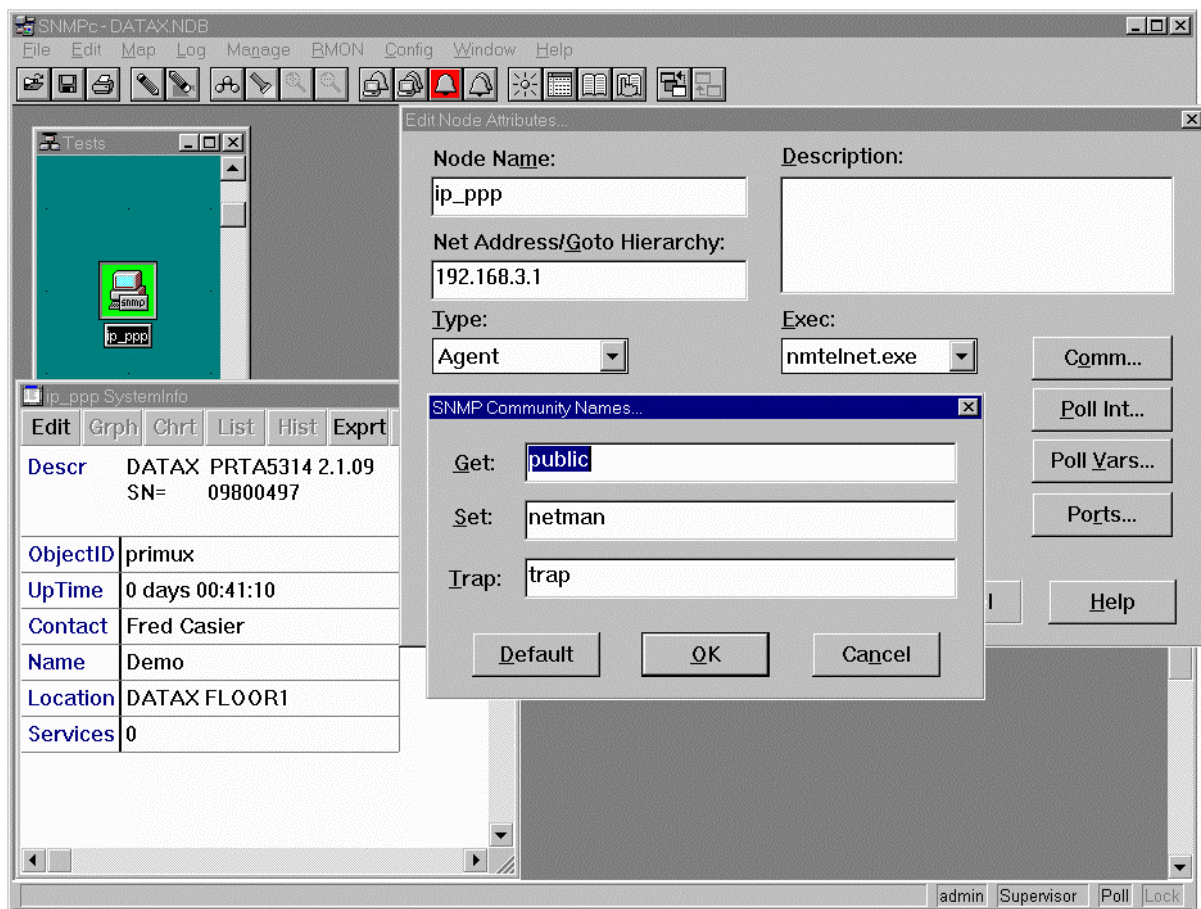 SNMPc - DATAX.NDB
File Edit Map Log Manage RMON Config Window Help
Tests
snmp
ip_ppp
Edit Node Attributes...
Node Name:
ip_ppp
Description:
Net Address/Goto Hierarchy:
192.168.3.1
Type:
Agent
Exec:
nmtelnet.exe
Comm...
Poll Int...
Poll Vars...
Ports...
Help
SNMP Community Names...
Get: public
Set: netman
Trap: trap
Default OK Cancel
ip_ppp SystemInfo
Edit Grph Chrt List Hist Exprt
Descr DATAX PRTA5314 2.1.09
SN= 09800497
ObjectID primux
UpTime 0 days 00:41:10
Contact Fred Casier
Name Demo
Location DATAX FLOOR1
Services 0
admin Supervisor Poll Lock